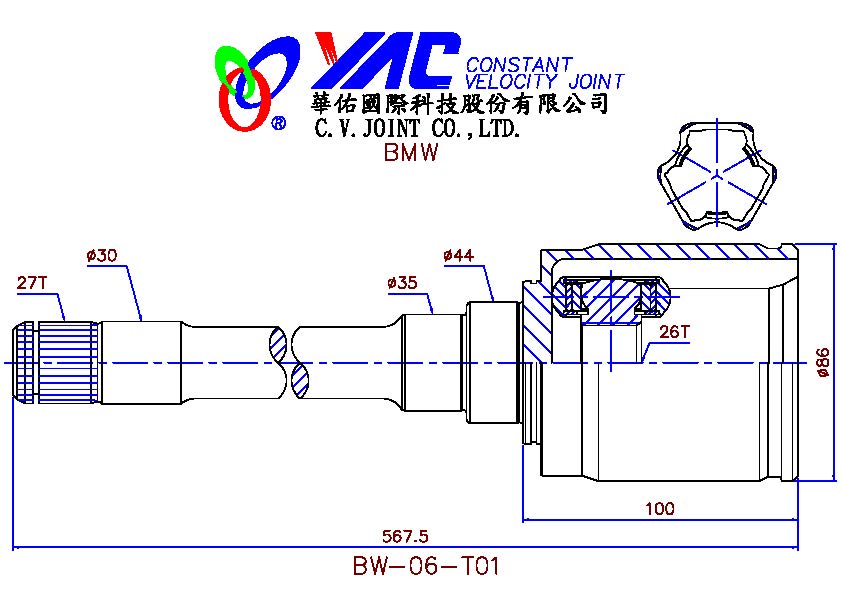 YAC CONSTANT
VELOCITY JOINT
華佑國際科技股份有限公司
®
C.V.JOINT CO.,LTD.
BMW
ø30
27T
ø44
ø35
26T
ø86
100
567.5
BW-06-T01